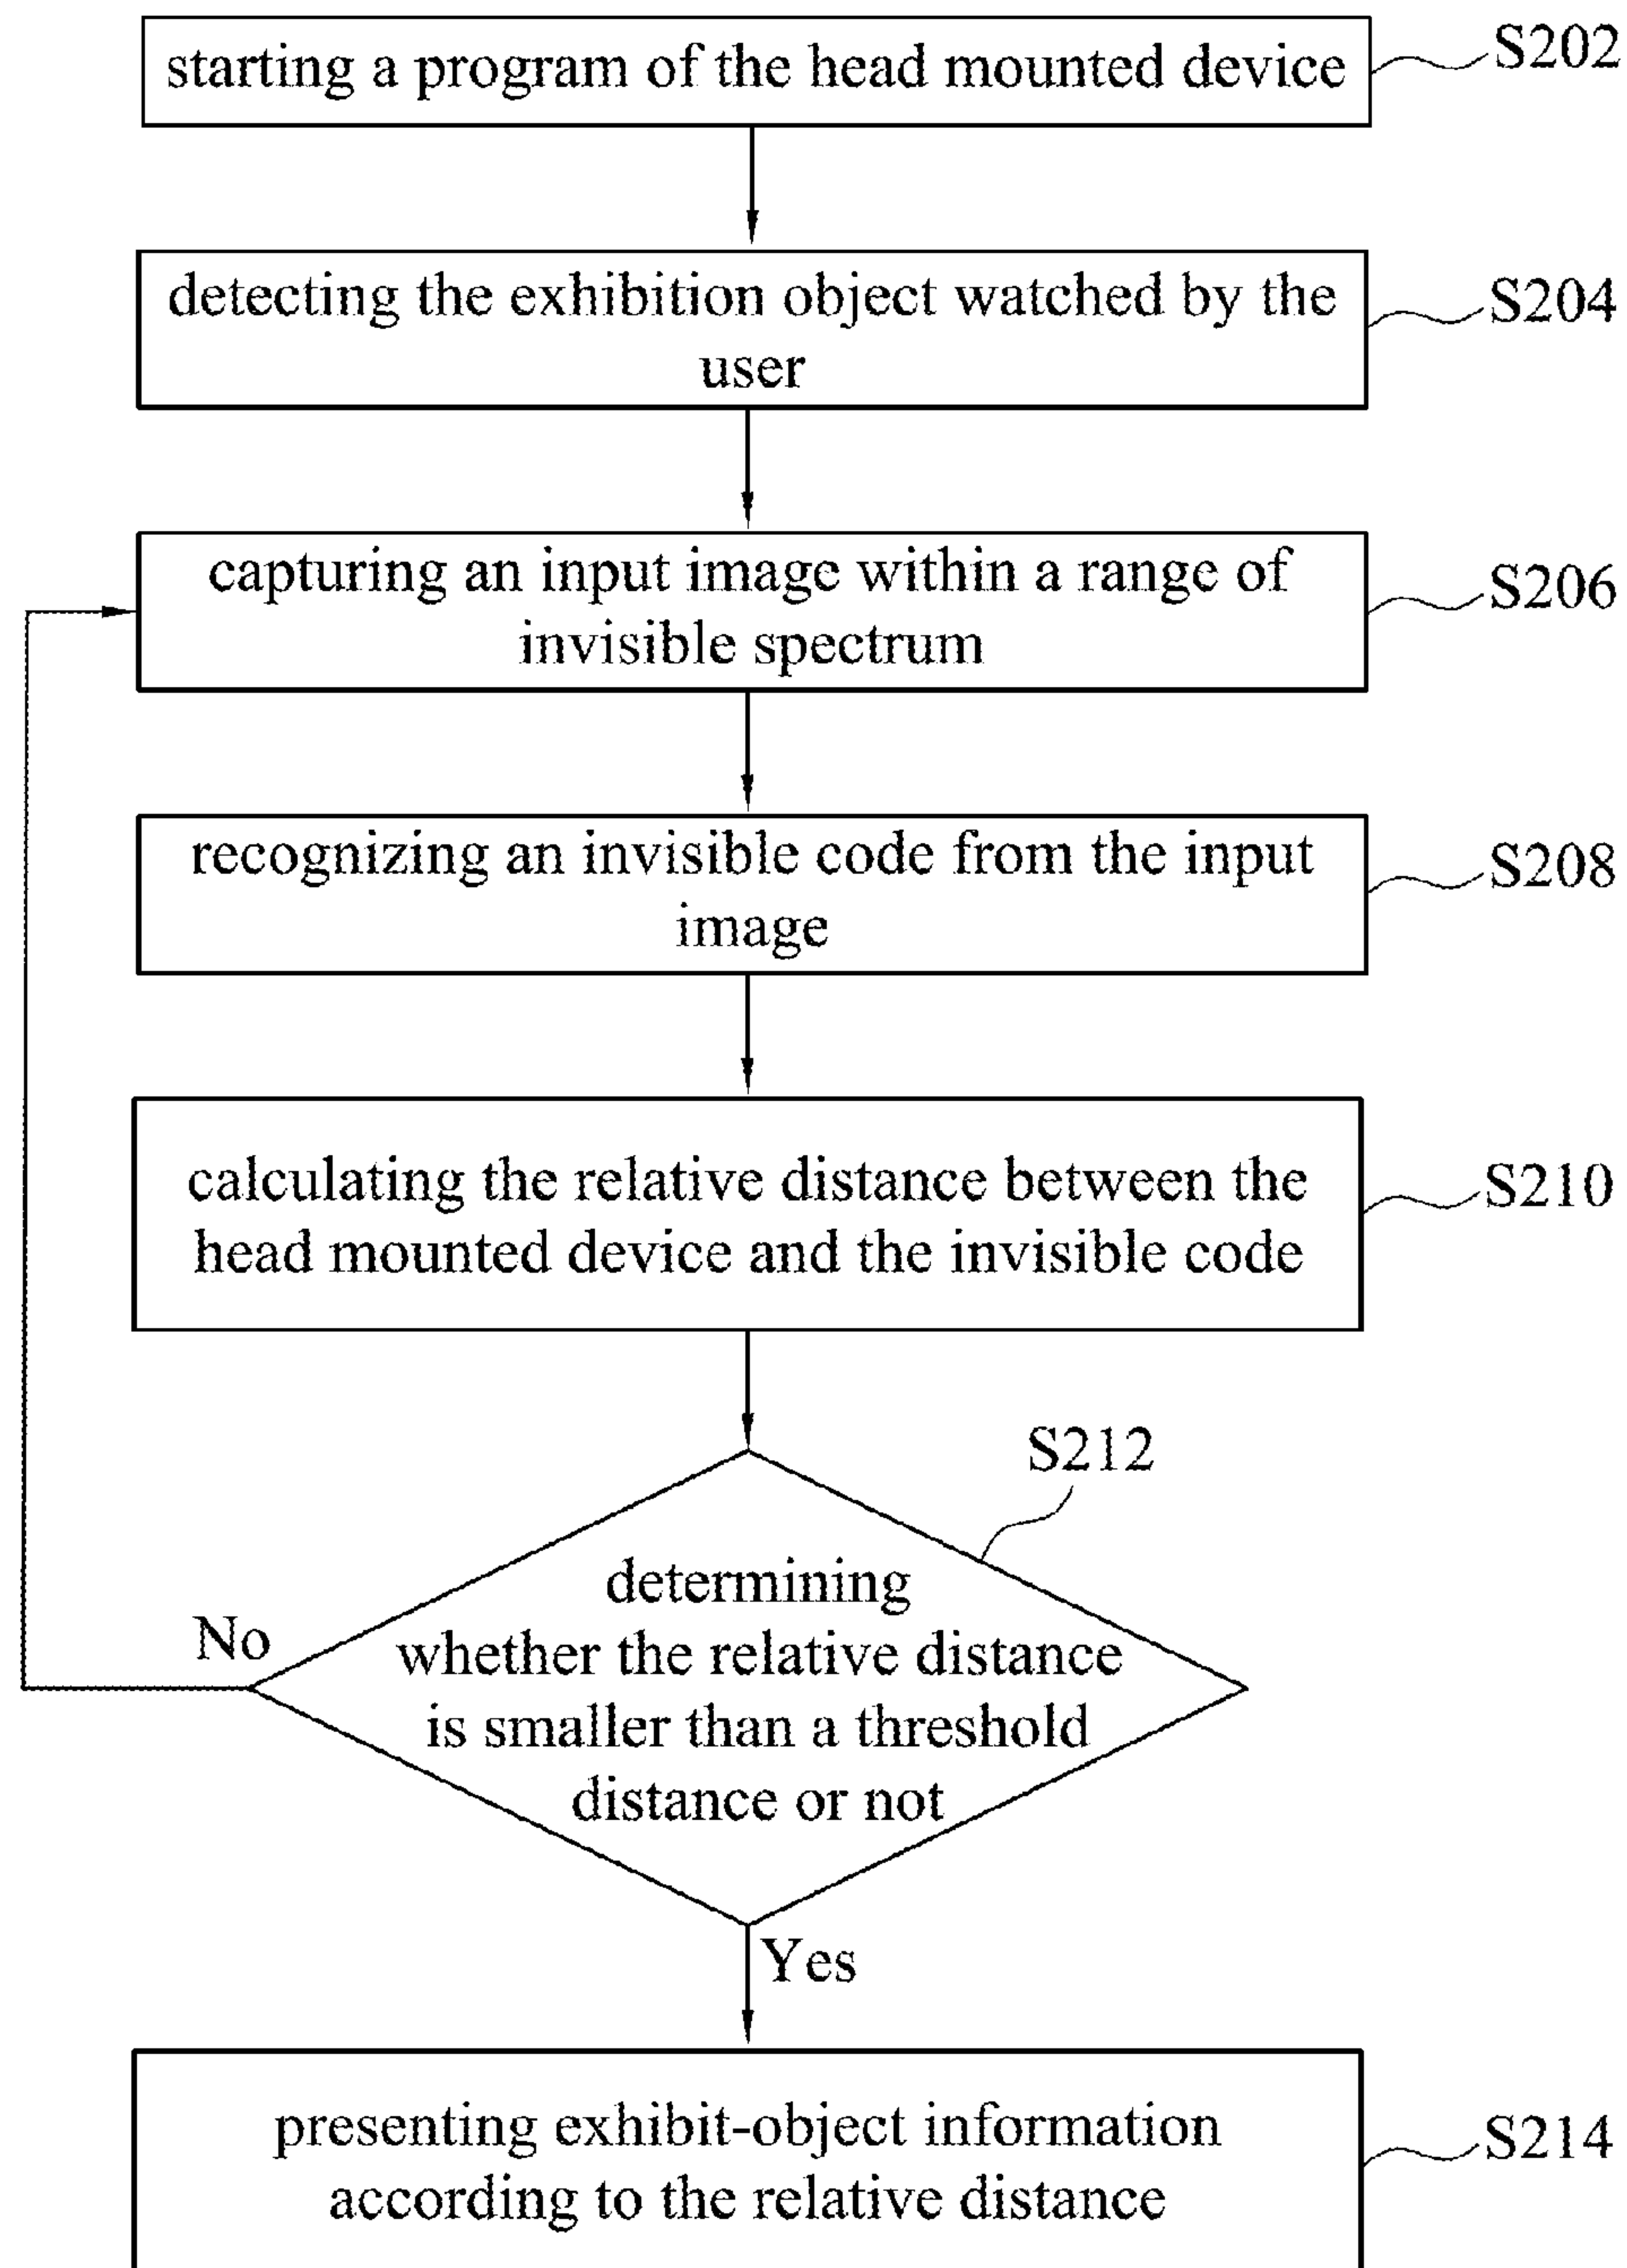 starting a program of the head mounted device
S202
detecting the exhibition object watched by the
user
S204
capturing an input image within a range of
invisible spectrum
S206
recognizing an invisible code from the input
image
S208
calculating the relative distance between the
head mounted device and the invisible code
S210
S212
determining
whether the relative distance
is smaller than a threshold
distance or not
No
Yes
presenting exhibit-object information
according to the relative distance
S214